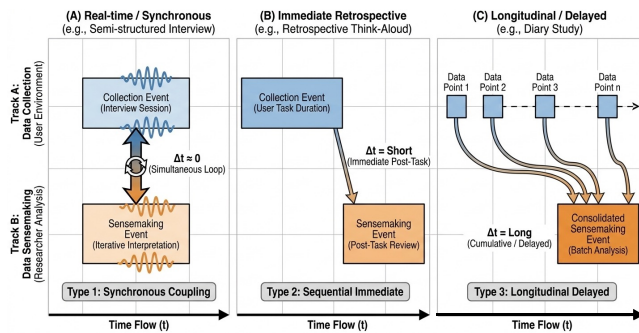 (A) Real-time / Synchronous
(e.g., Semi-structured Interview)
(B) Immediate Retrospective
(e.g., Retrospective Think-Aloud)
(C) Longitudinal / Delayed
(e.g., Diary Study)
Track A:
Data Collection
(User Environment)
Collection Event
(Interview Session)
Δt ≈ 0
(Simultaneous Loop)
Collection Event
(User Task Duration)
Δt = Short
(Immediate Post-Task)
Data
Point 1
Data
Point 2
Data
Point 3
Data
Point n
Track B:
Data Sensemaking
(Researcher Analysis)
Sensemaking
Event
(Iterative Interpretation)
Sensemaking
Event
(Post-Task Review)
Δt = Long
(Cumulative / Delayed)
Consolidated
Sensemaking
Event
(Batch Analysis)
Type 1: Synchronous Coupling
Type 2: Sequential Immediate
Type 3: Longitudinal Delayed
Time Flow (t)
Time Flow (t)
Time Flow (t)